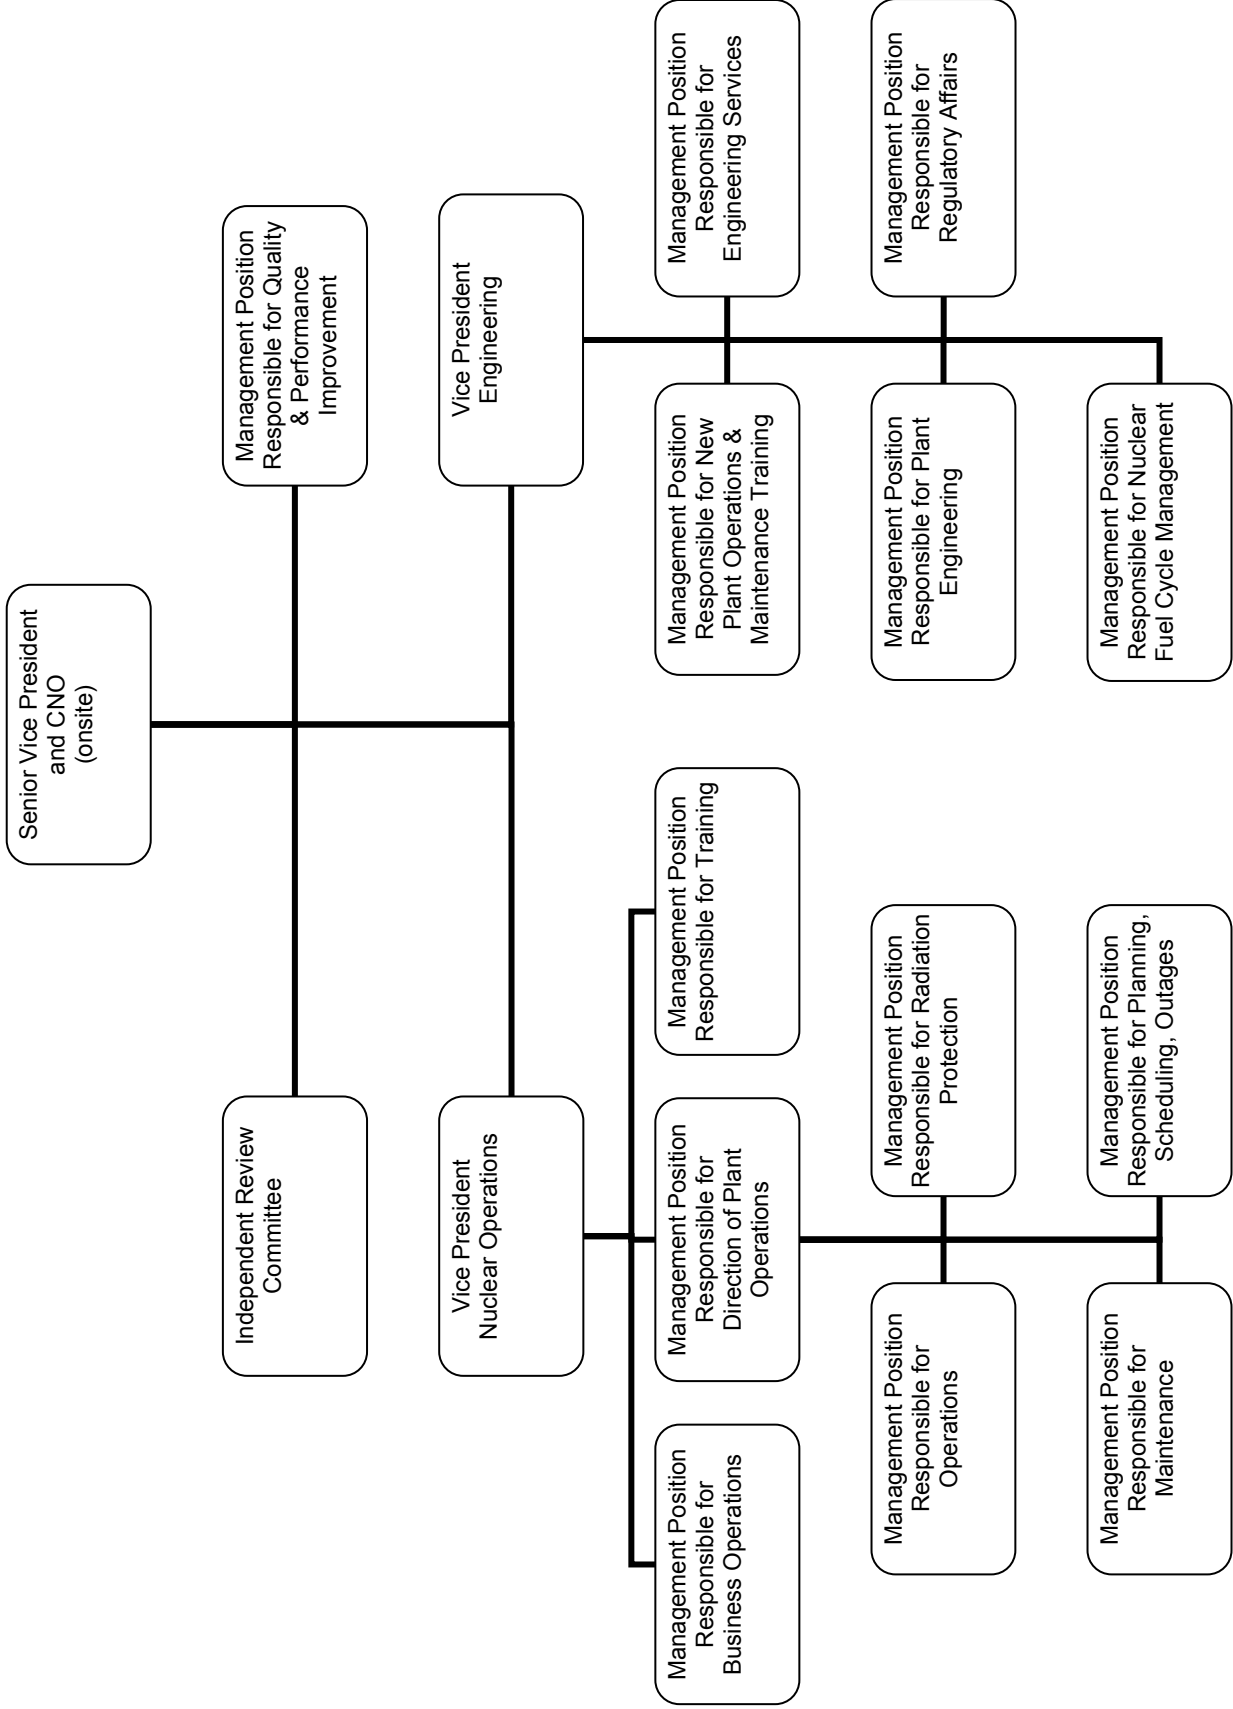 Senior Vice President
and CNO
(onsite)
Independent Review
Committee
Management Position
Responsible for Quality
& Performance
Improvement
Vice President
Nuclear Operations
Vice President
Engineering
Management Position
Responsible for
Business Operations
Management Position
Responsible for
Direction of Plant
Operations
Management Position
Responsible for Training
Management Position
Responsible for New
Plant Operations &
Maintenance Training
Management Position
Responsible for
Engineering Services
Management Position
Responsible for
Operations
Management Position
Responsible for Radiation
Protection
Management Position
Responsible for Plant
Engineering
Management Position
Responsible for
Regulatory Affairs
Management Position
Responsible for
Maintenance
Management Position
Responsible for Planning,
Scheduling, Outages
Management Position
Responsible for Nuclear
Fuel Cycle Management